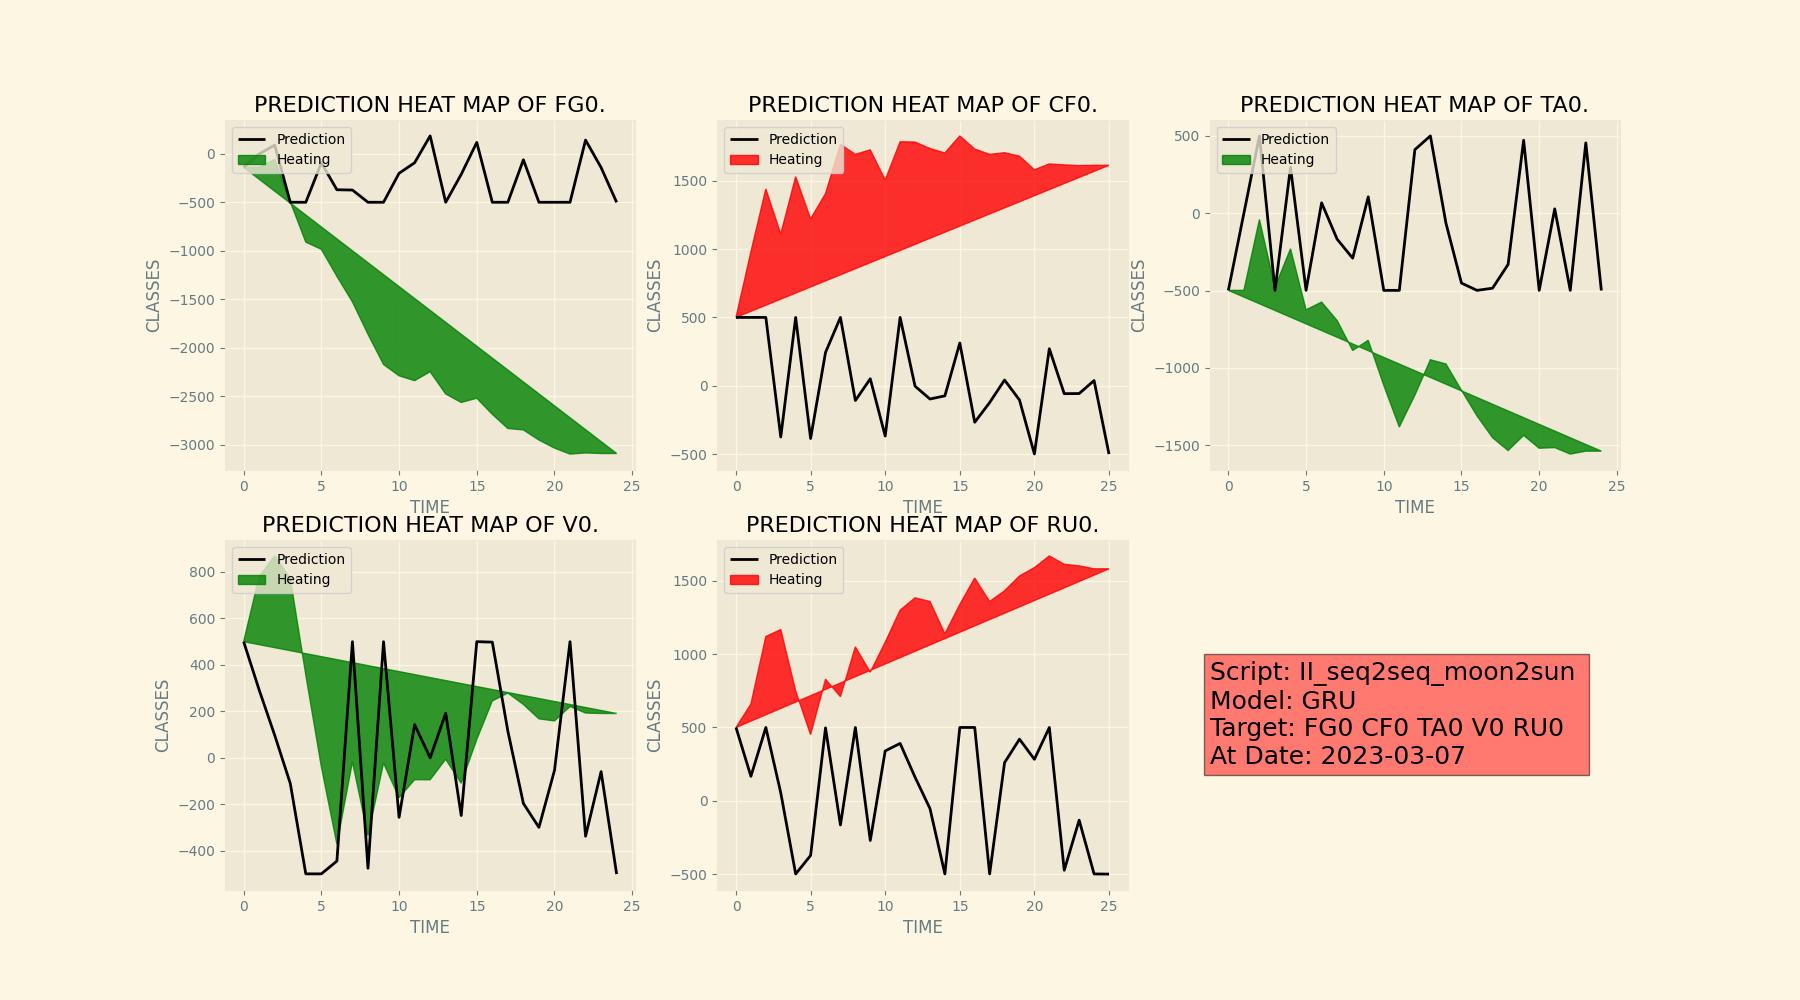 PREDICTION HEAT MAP OF FG0.
Prediction
Heating
0
−500
−1000
−1500
−2000
−2500
−3000
CLASSES
0 5 10 15 20 25
TIME
PREDICTION HEAT MAP OF CF0.
Prediction
Heating
1500
1000
500
0
−500
CLASSES
0 5 10 15 20 25
TIME
PREDICTION HEAT MAP OF TA0.
Prediction
Heating
500
0
−500
−1000
−1500
CLASSES
0 5 10 15 20 25
TIME
PREDICTION HEAT MAP OF V0.
Prediction
Heating
800
600
400
200
0
−200
−400
CLASSES
0 5 10 15 20 25
TIME
PREDICTION HEAT MAP OF RU0.
Prediction
Heating
1500
1000
500
0
−500
CLASSES
0 5 10 15 20 25
TIME
Script: II_seq2seq_moon2sun
Model: GRU
Target: FG0 CF0 TA0 V0 RU0
At Date: 2023-03-07